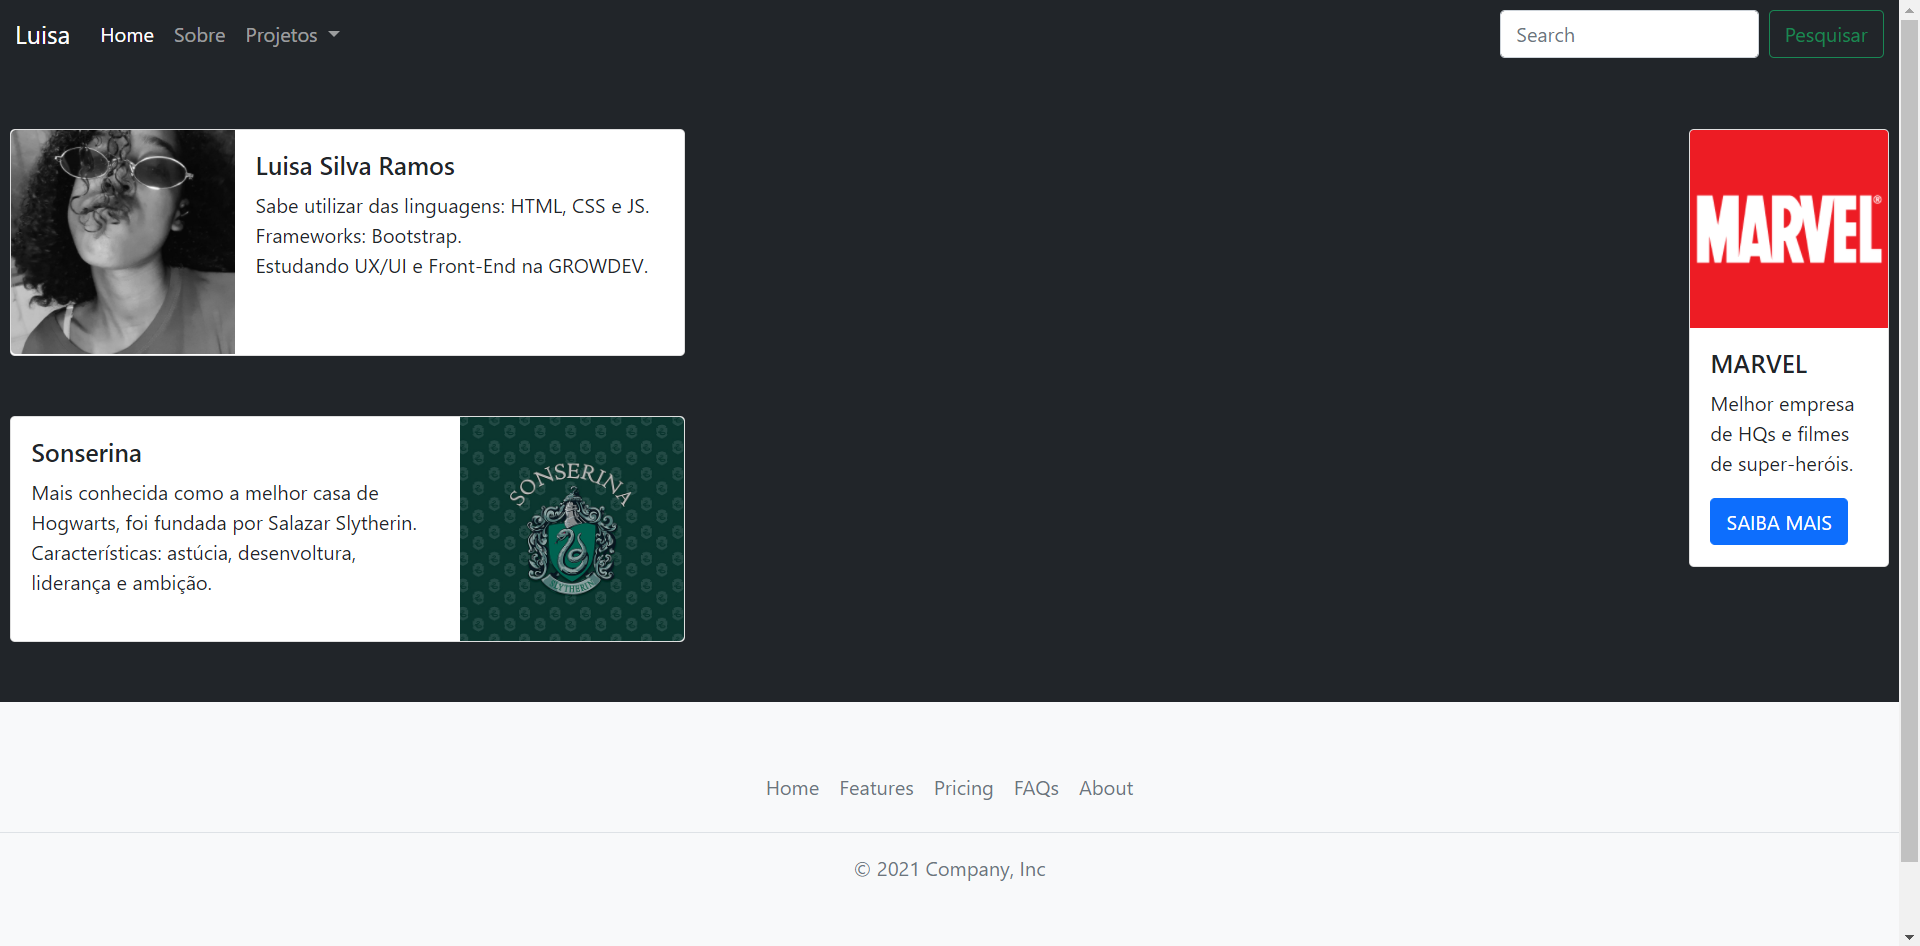 Luisa Home Sobre Projetos Search Pesquisar
Luisa Silva Ramos
Sabe utilizar das linguagens: HTML, CSS e JS.
Frameworks: Bootstrap.
Estudando UX/UI e Front-End na GROWDEV.
Sonserina
Mais conhecida como a melhor casa de
Hogwarts, foi fundada por Salazar Slytherin.
Características: astúcia, desenvoltura,
liderança e ambição.
SONSERINA
SLYTHERIN
MARVEL®
MARVEL
Melhor empresa
de HQs e filmes
de super-heróis.
SAIBA MAIS
Home Features Pricing FAQs About
© 2021 Company, Inc